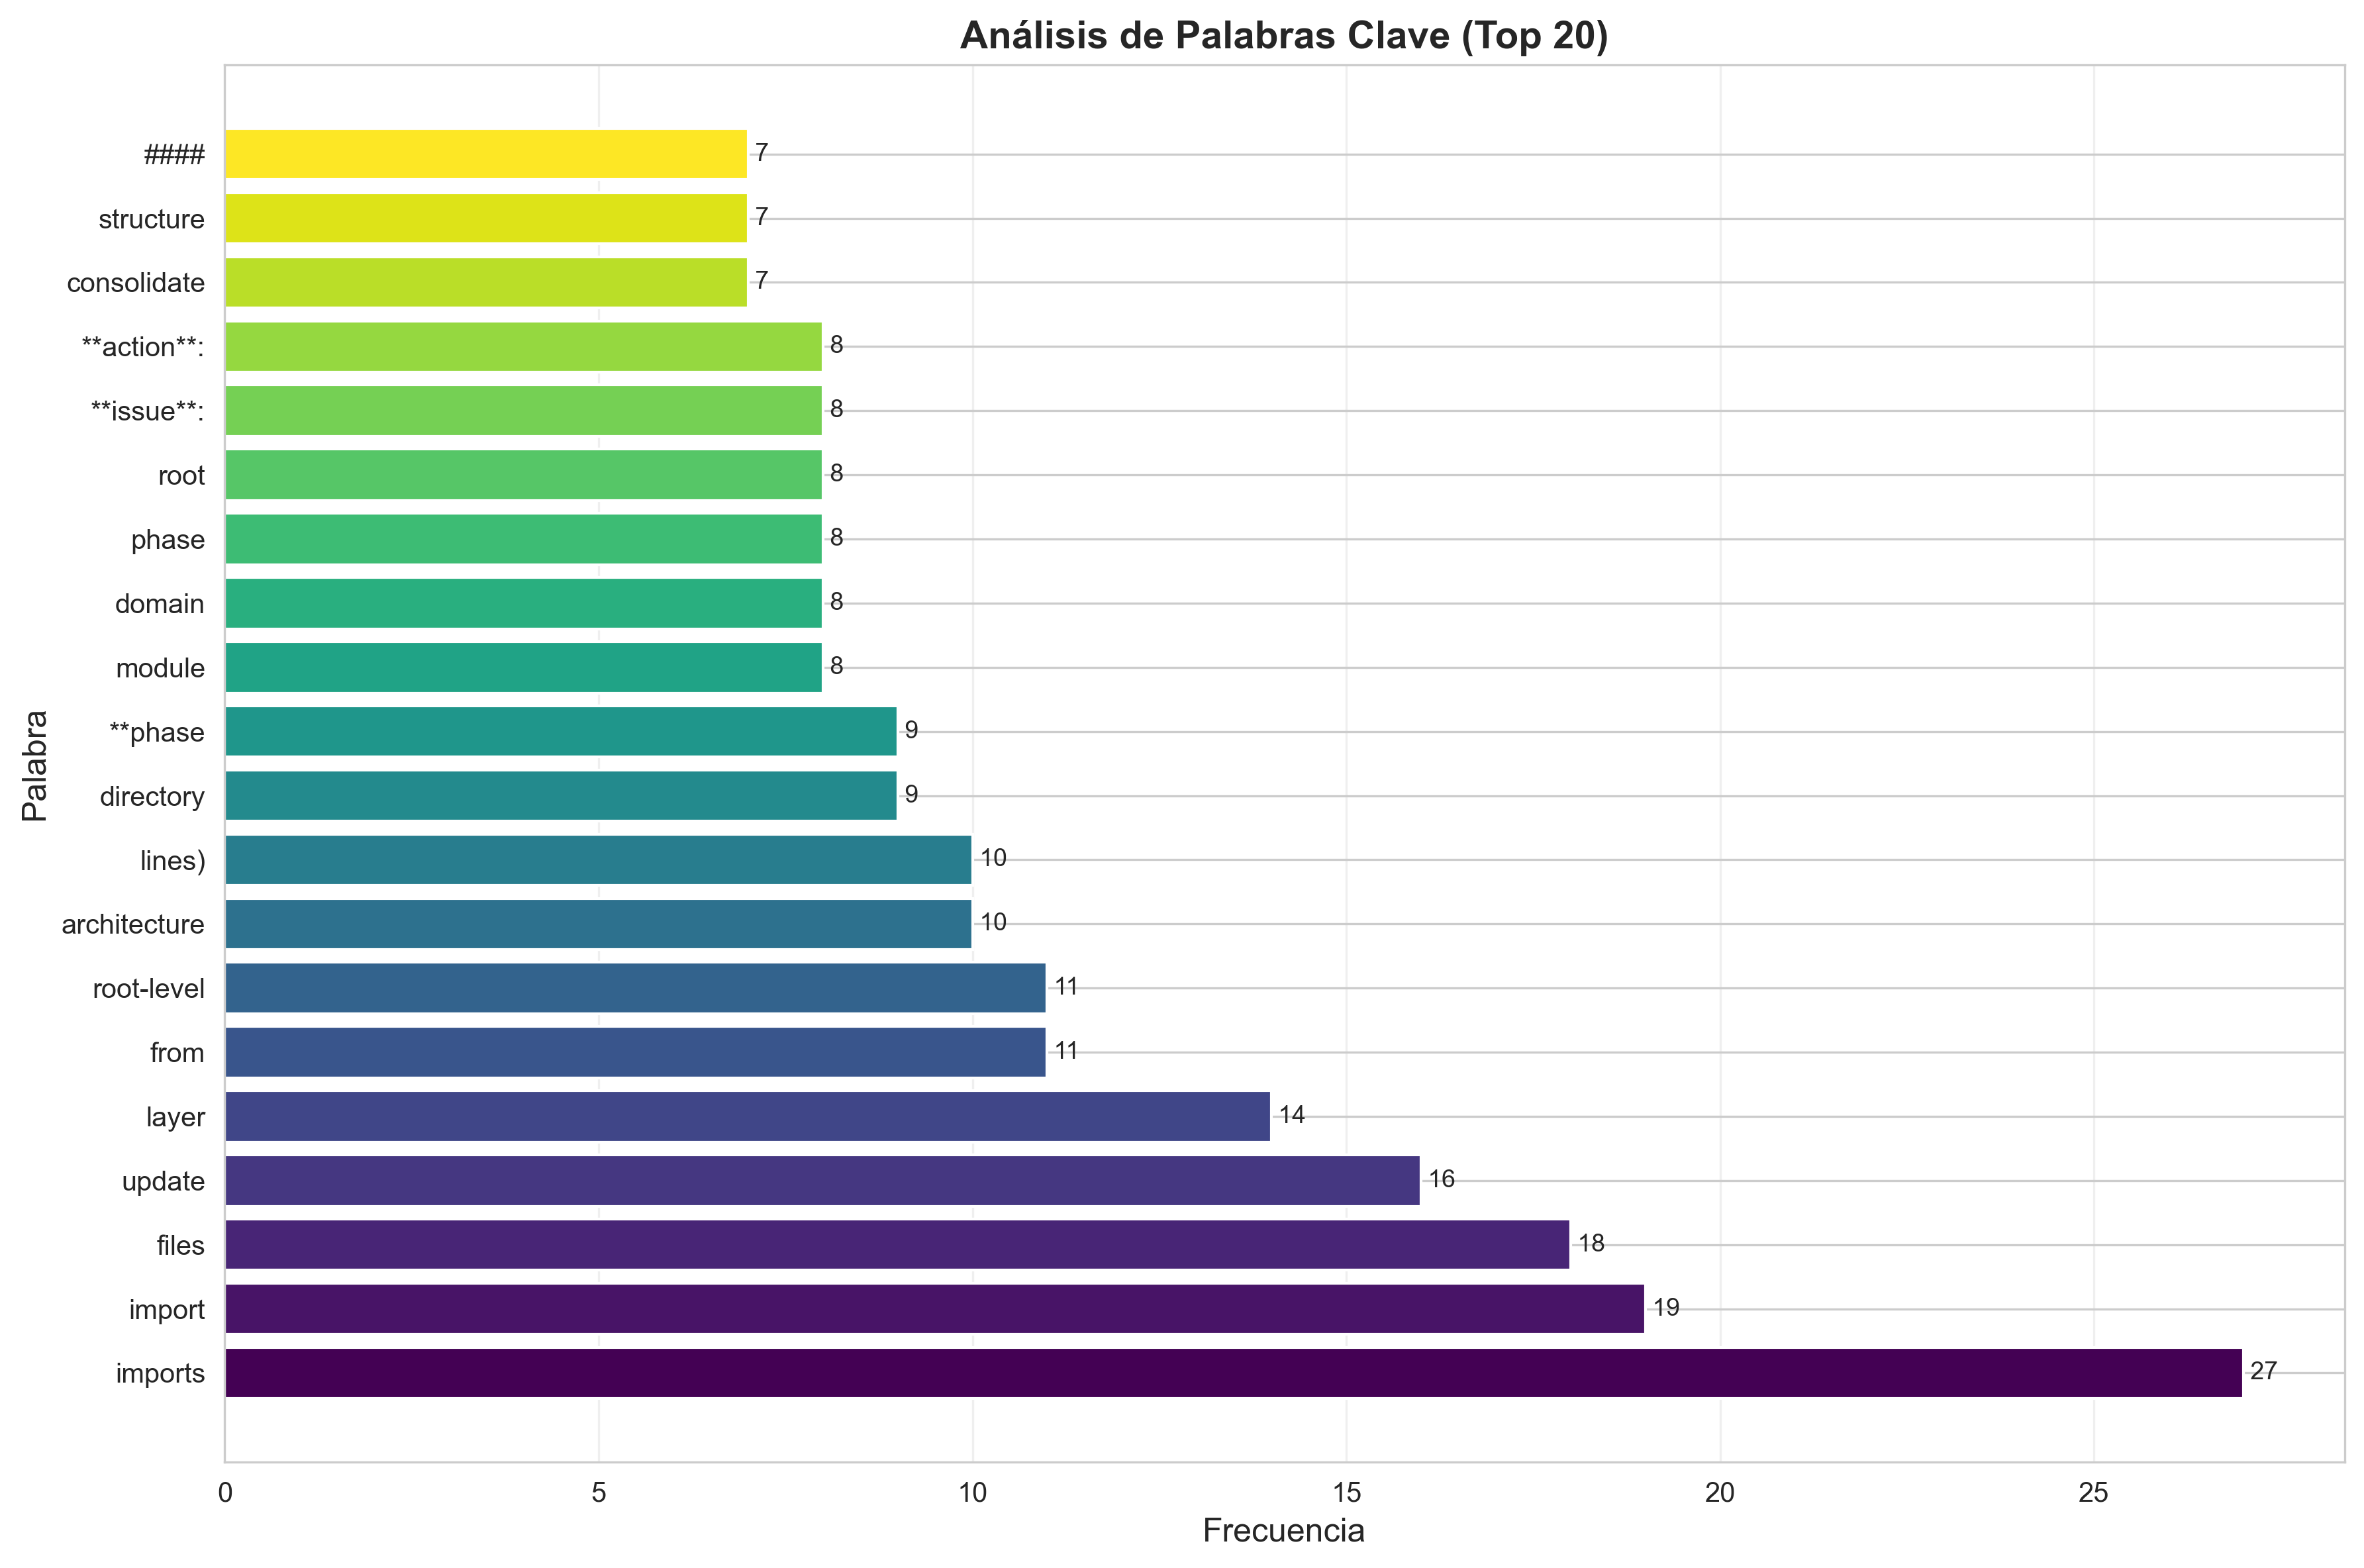 Análisis de Palabras Clave (Top 20)
Palabra
#### 7
structure 7
consolidate 7
**action**: 8
**issue**: 8
root 8
phase 8
domain 8
module 8
**phase 9
directory 9
lines) 10
architecture 10
root-level 11
from 11
layer 14
update 16
files 18
import 19
imports 27
0 5 10 15 20 25
Frecuencia